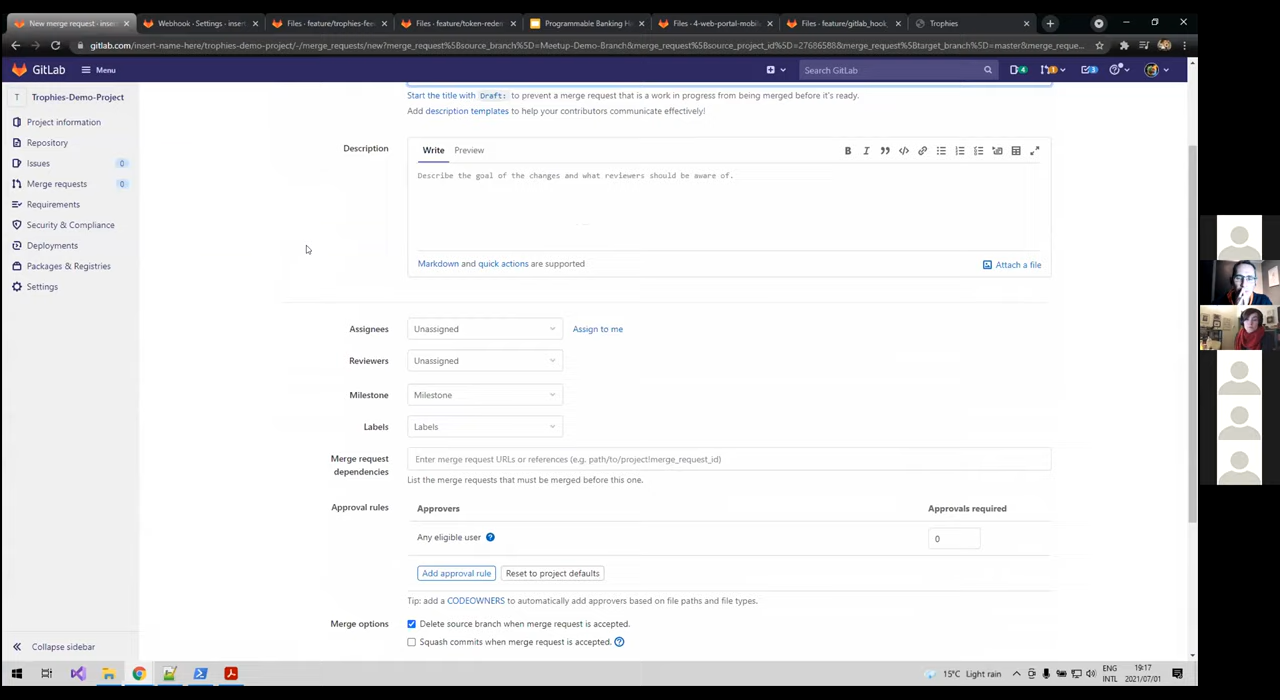 New merge request · inser
Webhook · Settings · insert
Files · feature/trophies-fee
Files · feature/token-reden
Programmable Banking H
Files · 4-web-portal-mobil
Files · feature/gitlab_hook
Trophies
gitlab.com/insert-name-here/trophies-demo-project/-/merge_requests/new?merge_request%5Bsource_branch%5D=Meetup-Demo-Branch&merge_request%5Bsource_project_id%5D=27686588&merge_request%5Btarget_branch%5D=master&merge_reque...
GitLab
Menu
Search GitLab
4
1
3
T Trophies-Demo-Project
Project information
Repository
Issues 0
Merge requests 0
Requirements
Security & Compliance
Deployments
Packages & Registries
Settings
Collapse sidebar
Start the title with Draft: to prevent a merge request that is a work in progress from being merged before it's ready.
Add description templates to help your contributors communicate effectively!
Description
Write Preview
Describe the goal of the changes and what reviewers should be aware of.
Markdown and quick actions are supported
Attach a file
Assignees Unassigned Assign to me
Reviewers Unassigned
Milestone Milestone
Labels Labels
Merge request dependencies Enter merge request URLs or references (e.g. path/to/project!merge_request_id)
List the merge requests that must be merged before this one.
Approval rules Approvers Approvals required
Any eligible user 0
Add approval rule Reset to project defaults
Tip: add a CODEOWNERS to automatically add approvers based on file paths and file types.
Merge options Delete source branch when merge request is accepted.
Squash commits when merge request is accepted.
15°C Light rain
ENG
INTL
19:17
2021/07/01